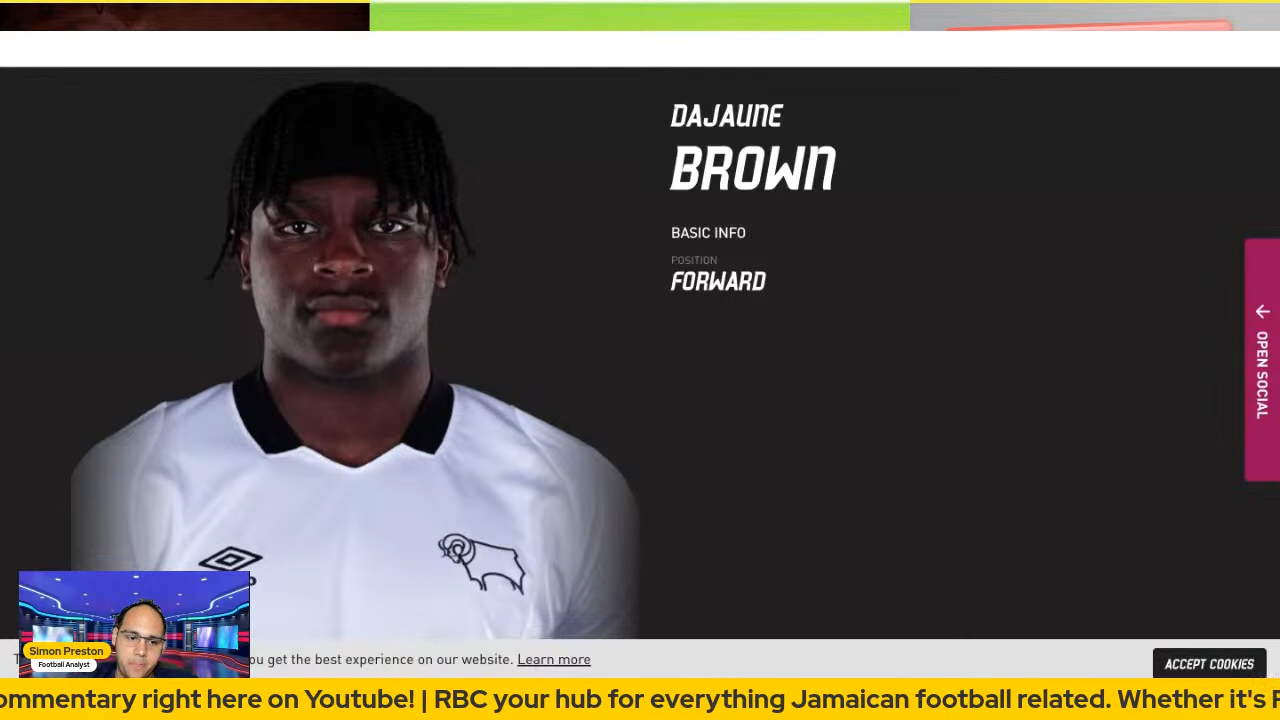 DAJAUNE
BROWN
BASIC INFO
POSITION
FORWARD
OPEN SOCIAL
Simon Preston
Football Analyst
ou get the best experience on our website. Learn more
ACCEPT COOKIES
ommentary right here on Youtube! | RBC your hub for everything Jamaican football related. Whether it's